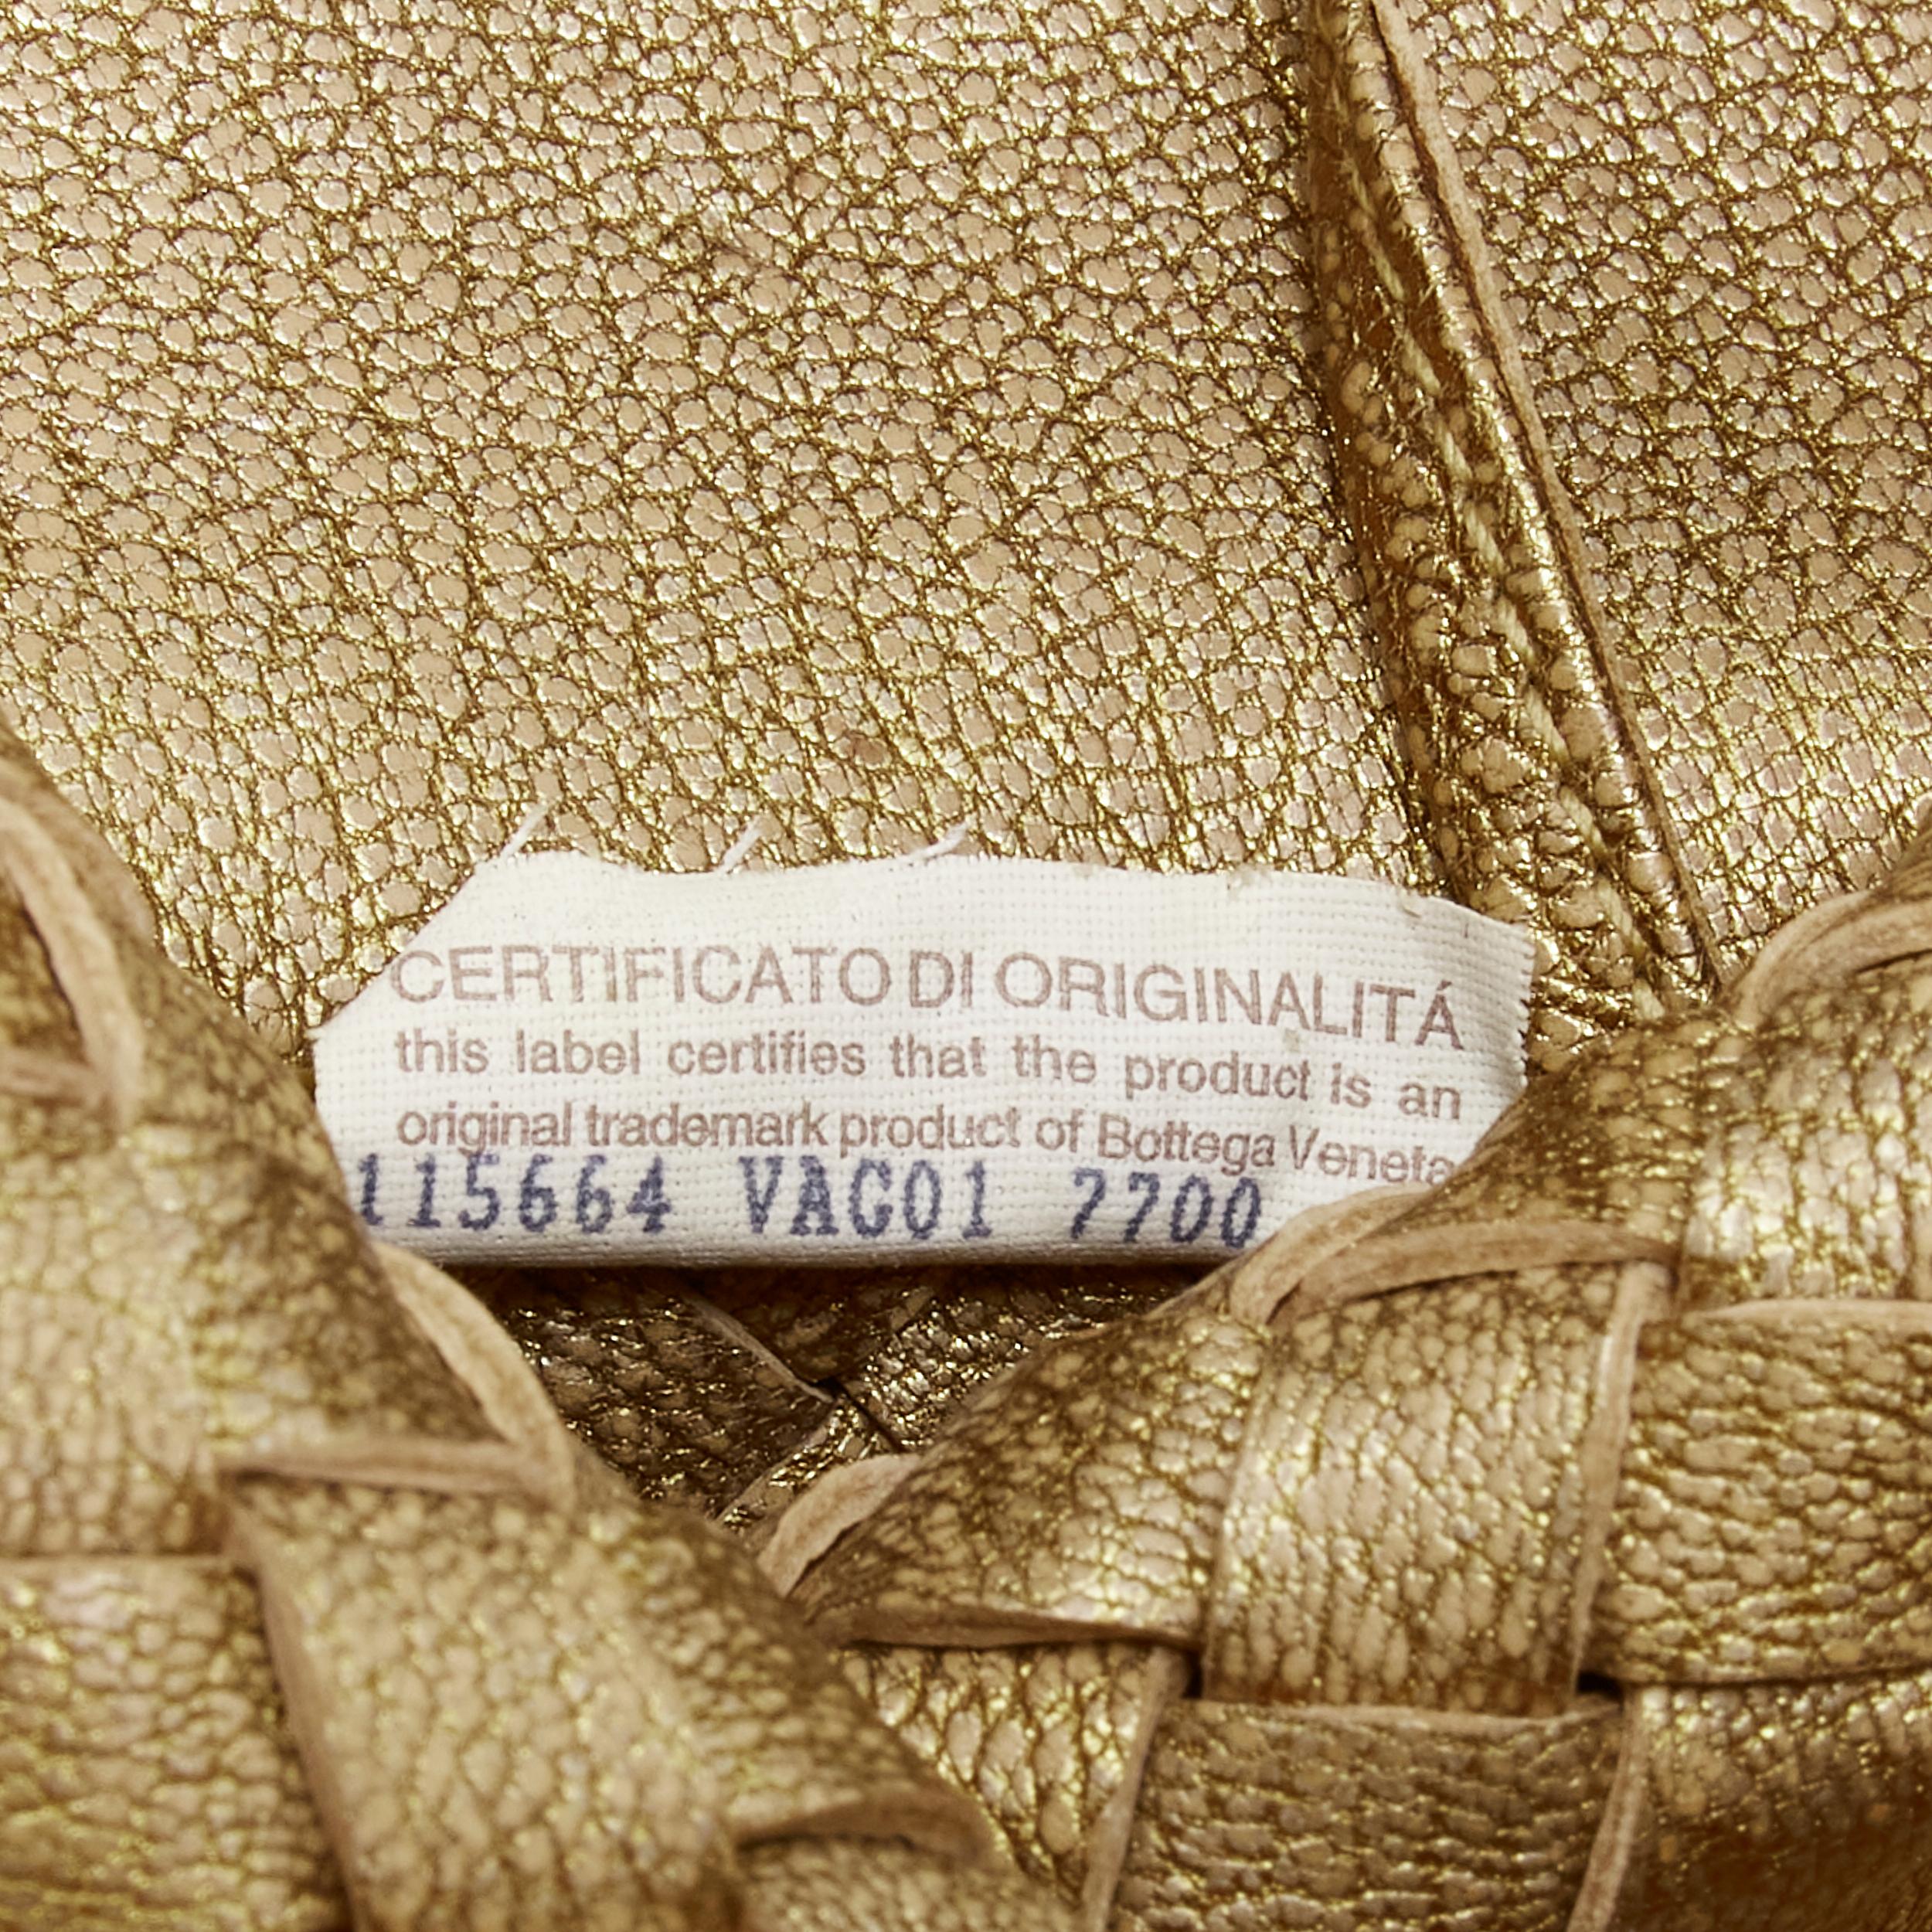 CERTIFICATO DI ORIGINALITÁ
this label certifies that the product is an
original trademark product of Bottega Veneta
115664 VAG01 7700